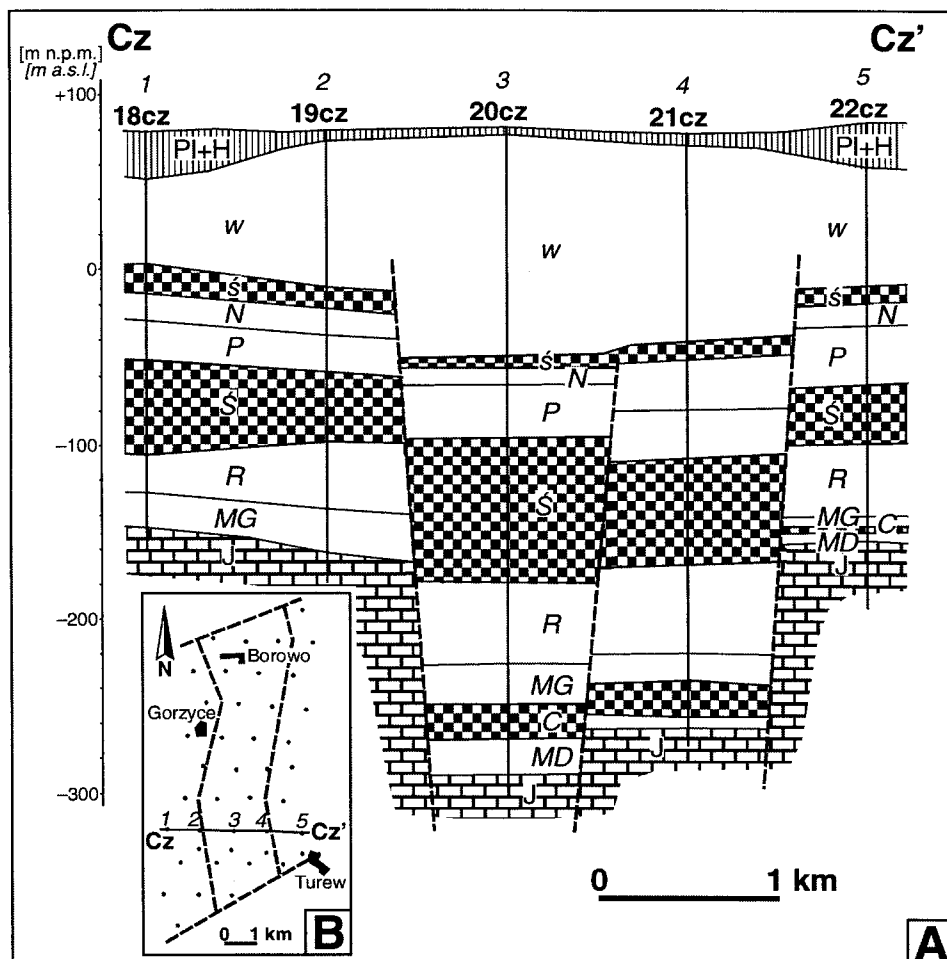 Cz Cz’
[m n.p.m.]
[m a.s.l.]
1 2 3 4 5
+100
18cz 19cz 20cz 21cz 22cz
Pl+H Pl+H
w w w
0
ś ś ś
N N N
P P P
Ś Ś Ś
−100
R R R
MG MG C
MD
J J
−200
MG
C
MD
J J
−300
N
Borowo
Gorzyce
1 2 3 4 5
Cz Cz’
Turew
0 1 km
B
0 1 km
A